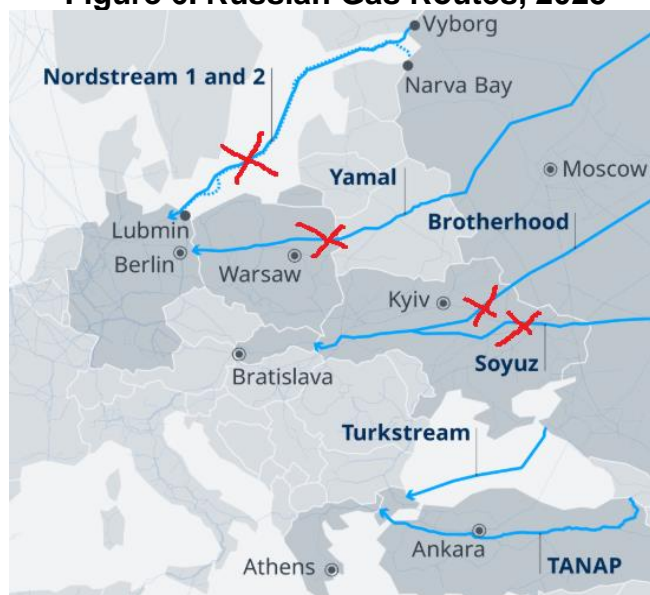 Figure 6. Russian Gas Routes, 2025
Vyborg
Nordstream 1 and 2
Narva Bay
Moscow
Yamal
Brotherhood
Lubmin
Berlin
Warsaw
Kyiv
Bratislava
Soyuz
Turkstream
Ankara
Athens
TANAP